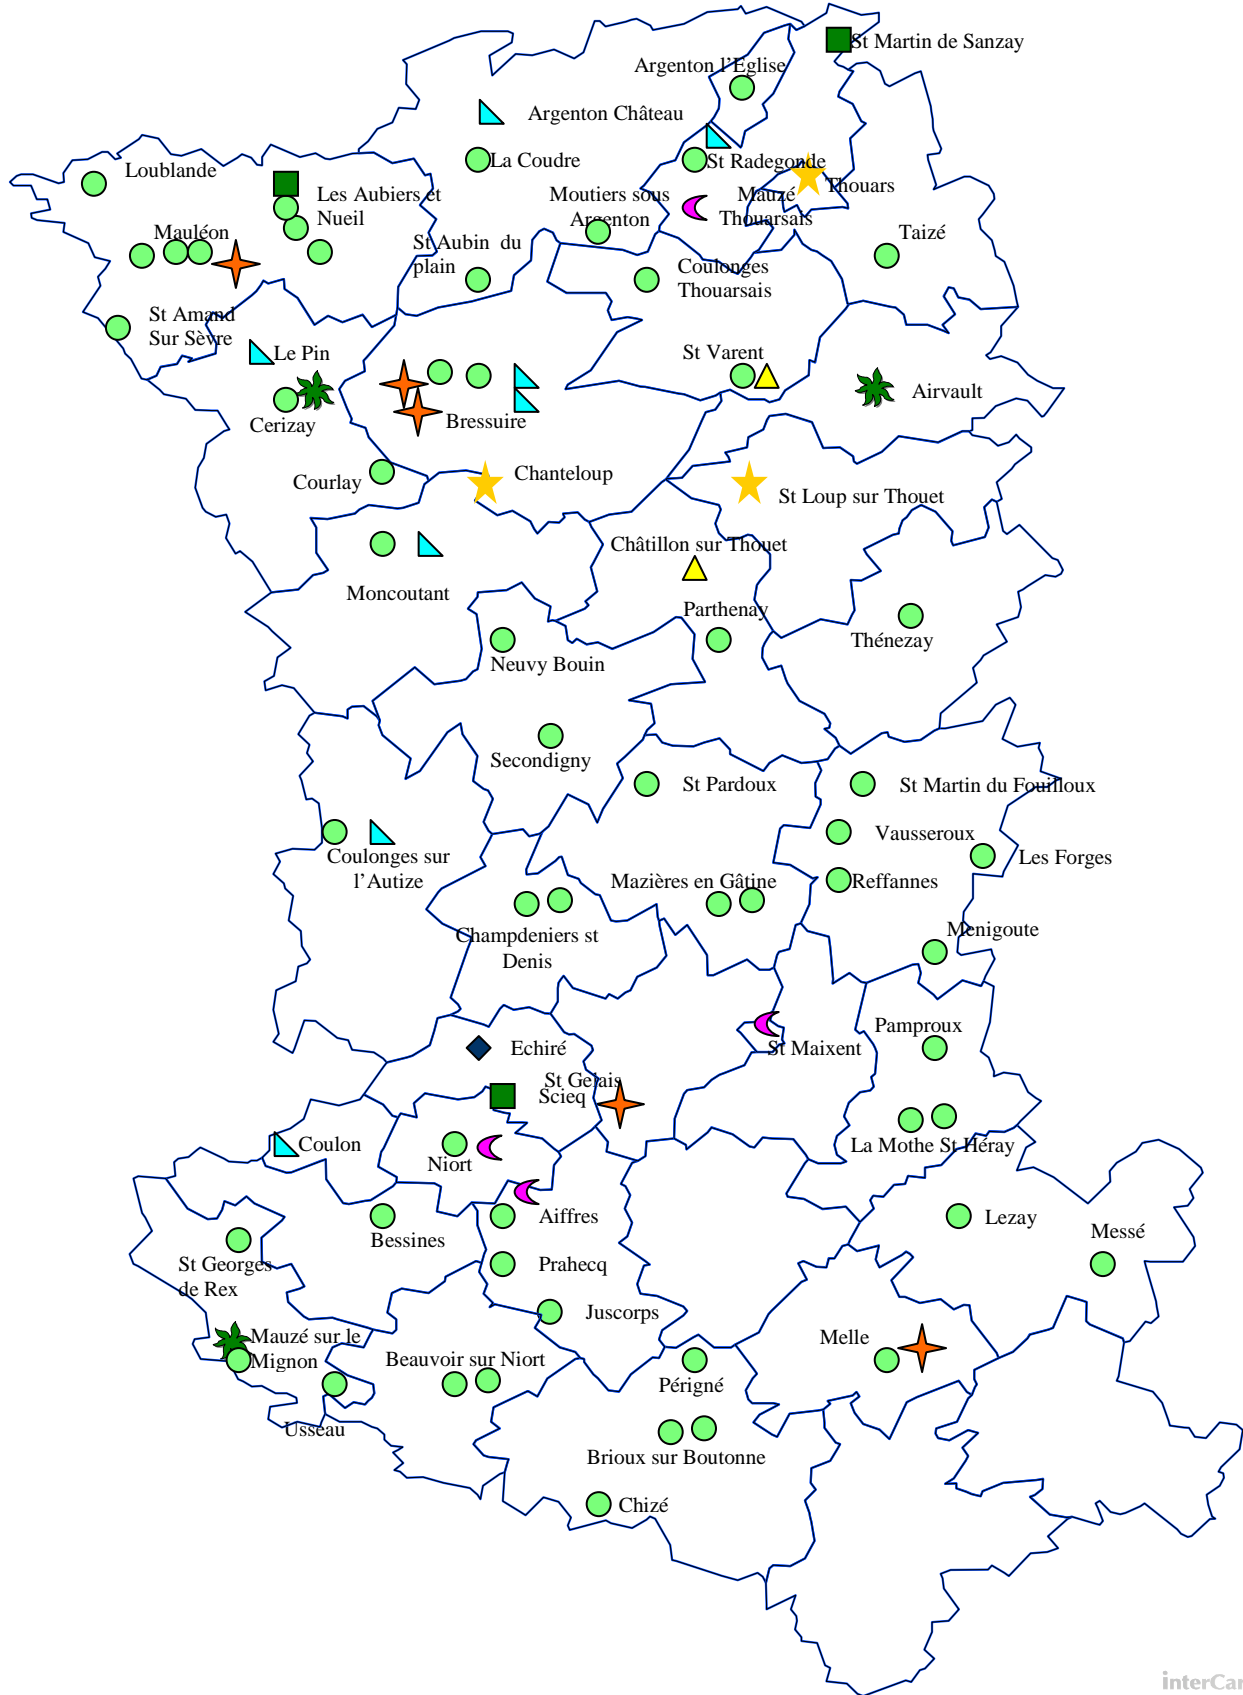 St Martin de Sanzay
Argenton l'Eglise
Argenton Château
La Coudre
St Radegonde
Loublande
Thouars
Les Aubiers et
Nueil
Moutiers sous
Argenton
Mauzé
Thouarsais
Mauléon
St Aubin du
plain
Taizé
Coulonges
Thouarsais
St Amand
Sur Sèvre
Le Pin
St Varent
Airvault
Cerizay
Bressuire
Courlay
Chanteloup
St Loup sur Thouet
Châtillon sur Thouet
Moncoutant
Parthenay
Thénezay
Neuvy Bouin
Secondigny
St Pardoux
St Martin du Fouilloux
Vausseroux
Coulonges sur
l'Autize
Les Forges
Mazières en Gâtine
Reffannes
Champdeniers st
Denis
Menigoute
Pamproux
Echiré
St Maixent
St Gelais
Scieq
Coulon
Niort
La Mothe St Héray
Aiffres
Lezay
Bessines
Messé
St Georges
de Rex
Prahecq
Juscorps
Mauzé sur le
Mignon
Melle
Beauvoir sur Niort
Périgné
Usseau
Brioux sur Boutonne
Chizé
interCar